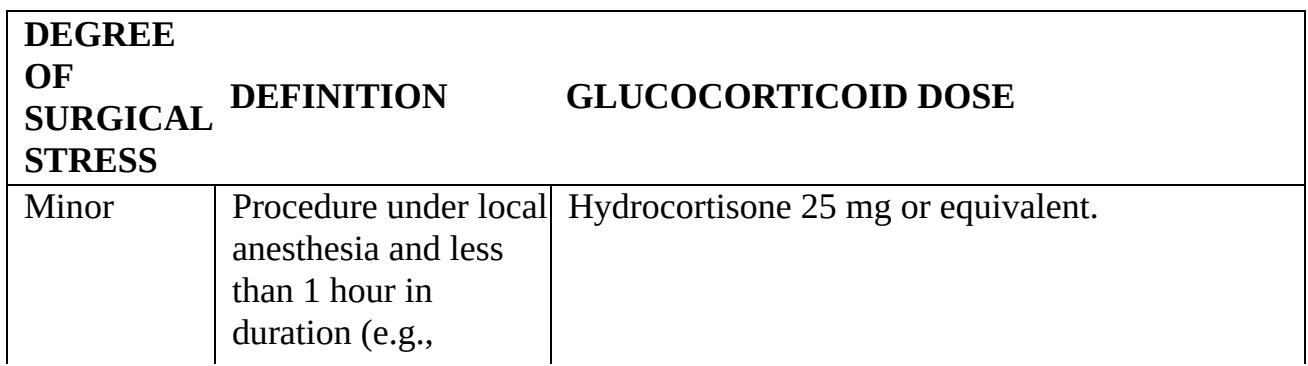 DEGREE
OF
SURGICAL
STRESS
DEFINITION
GLUCOCORTICOID DOSE
Minor
Procedure under local
anesthesia and less
than 1 hour in
duration (e.g.,
Hydrocortisone 25 mg or equivalent.